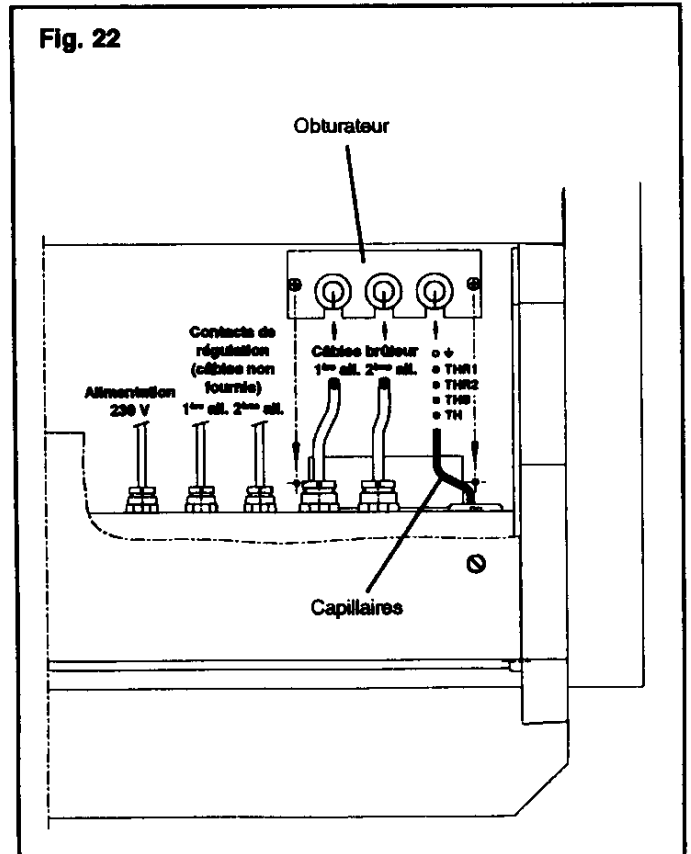 Fig. 22
Obturateur
Contacts de
régulation
(câbles non
fournis)
1ère all. 2ème all.
Câbles brûleur
1ère all. 2ème all.
THR1
THR2
THS
TH
Alimentation
230 V
Capillaires